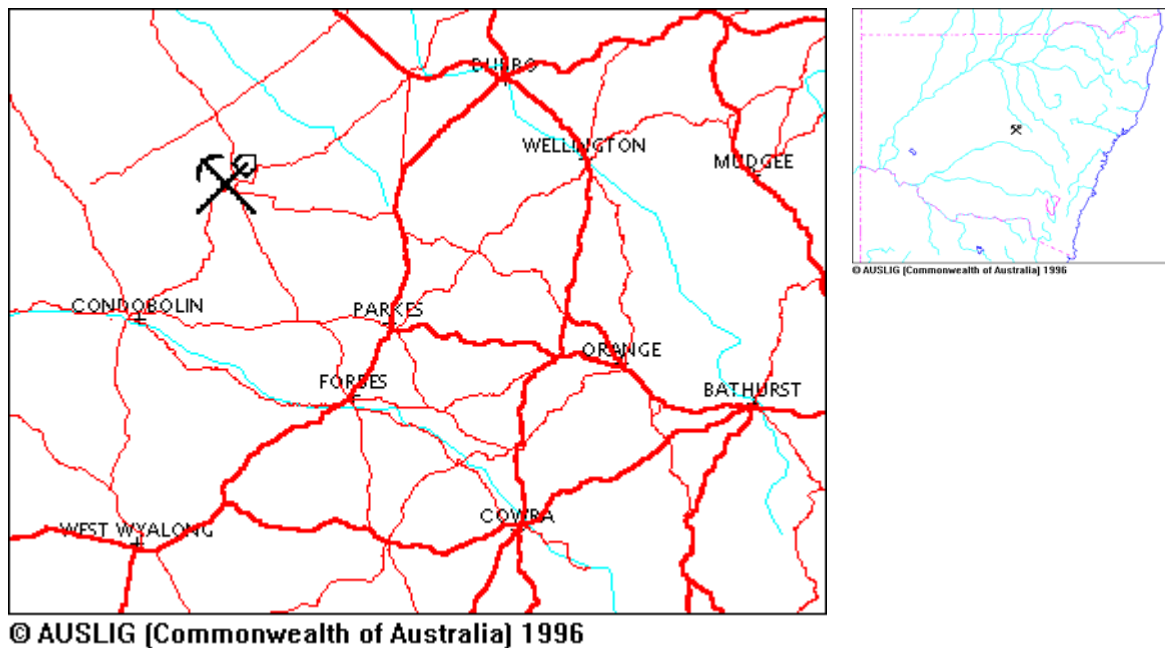 DUBBO
WELLINGTON
MUDGEE
CONDOBOLIN
PARKES
ORANGE
FORBES
BATHURST
COWRA
WEST WYALONG
© AUSLIG (Commonwealth of Australia) 1996
© AUSLIG (Commonwealth of Australia) 1996